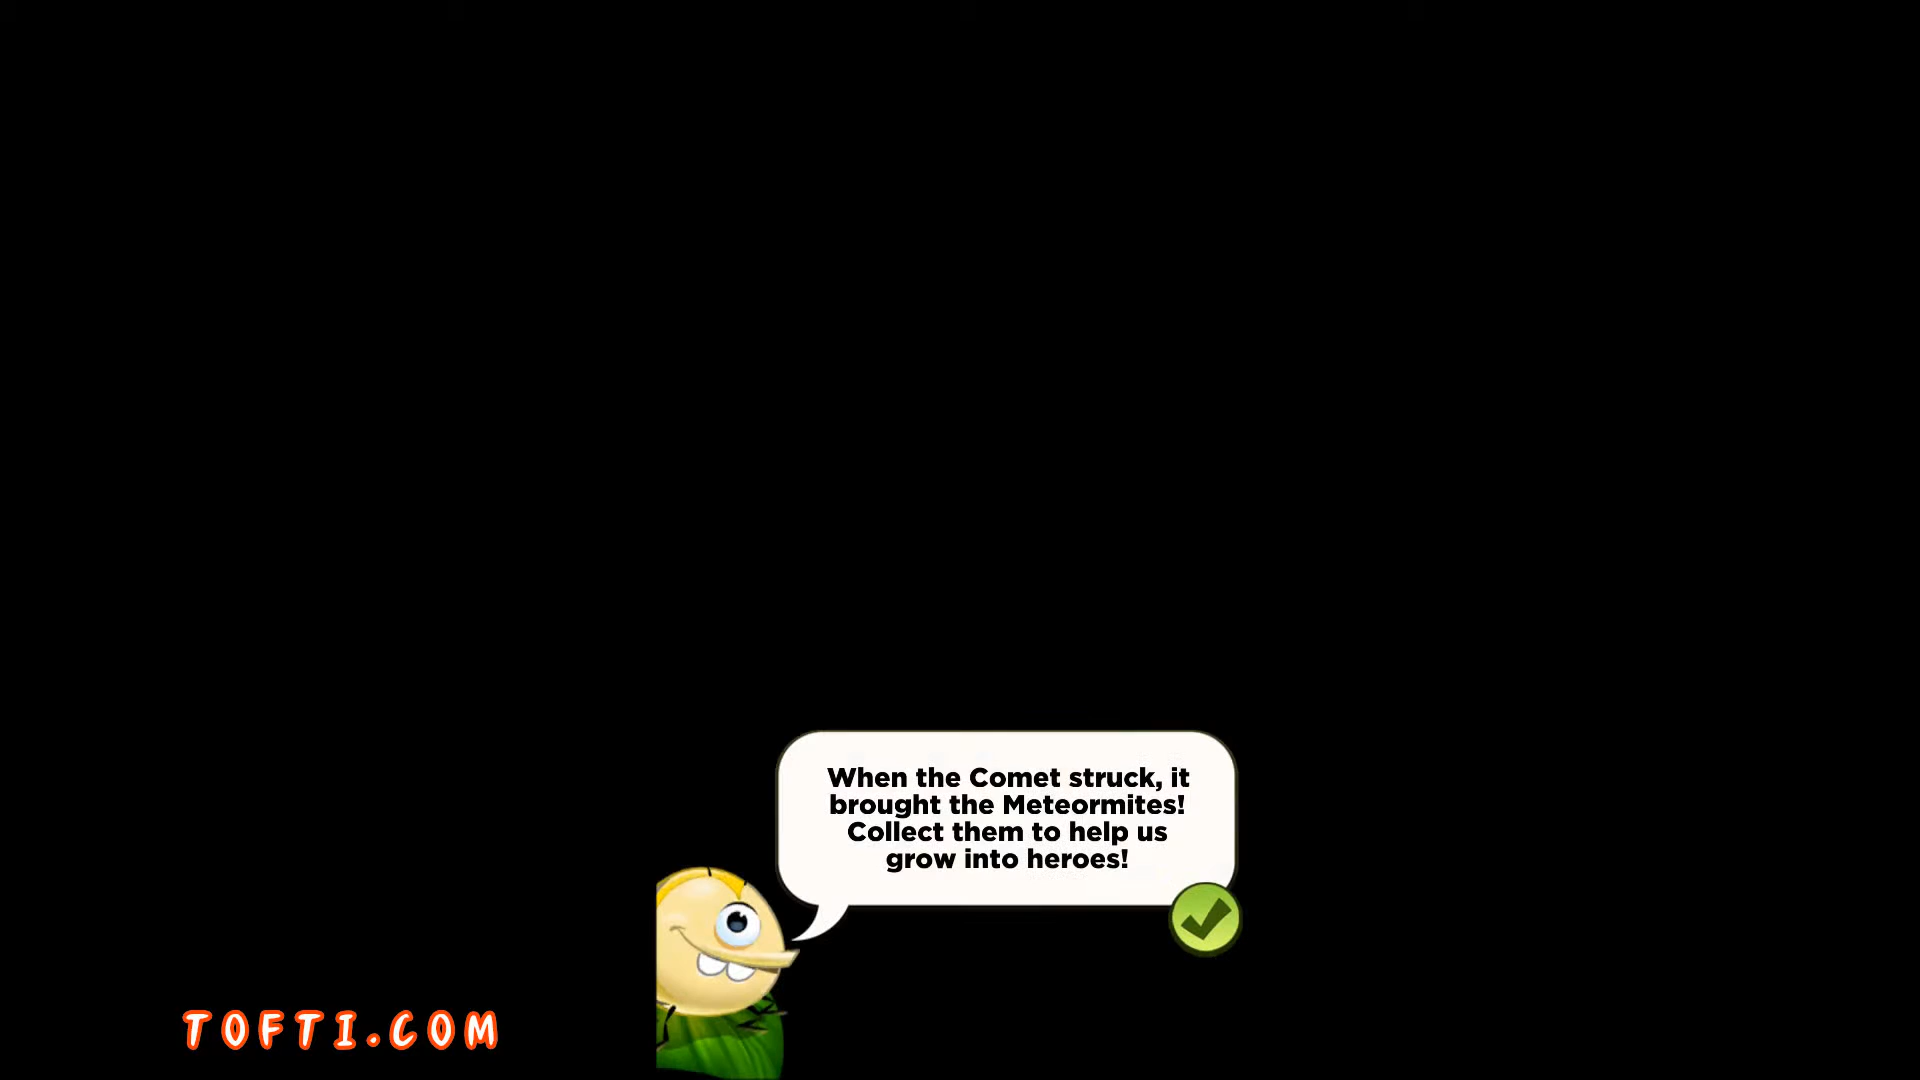 When the Comet struck, it
brought the Meteormites!
Collect them to help us
grow into heroes!
TOFTI.COM